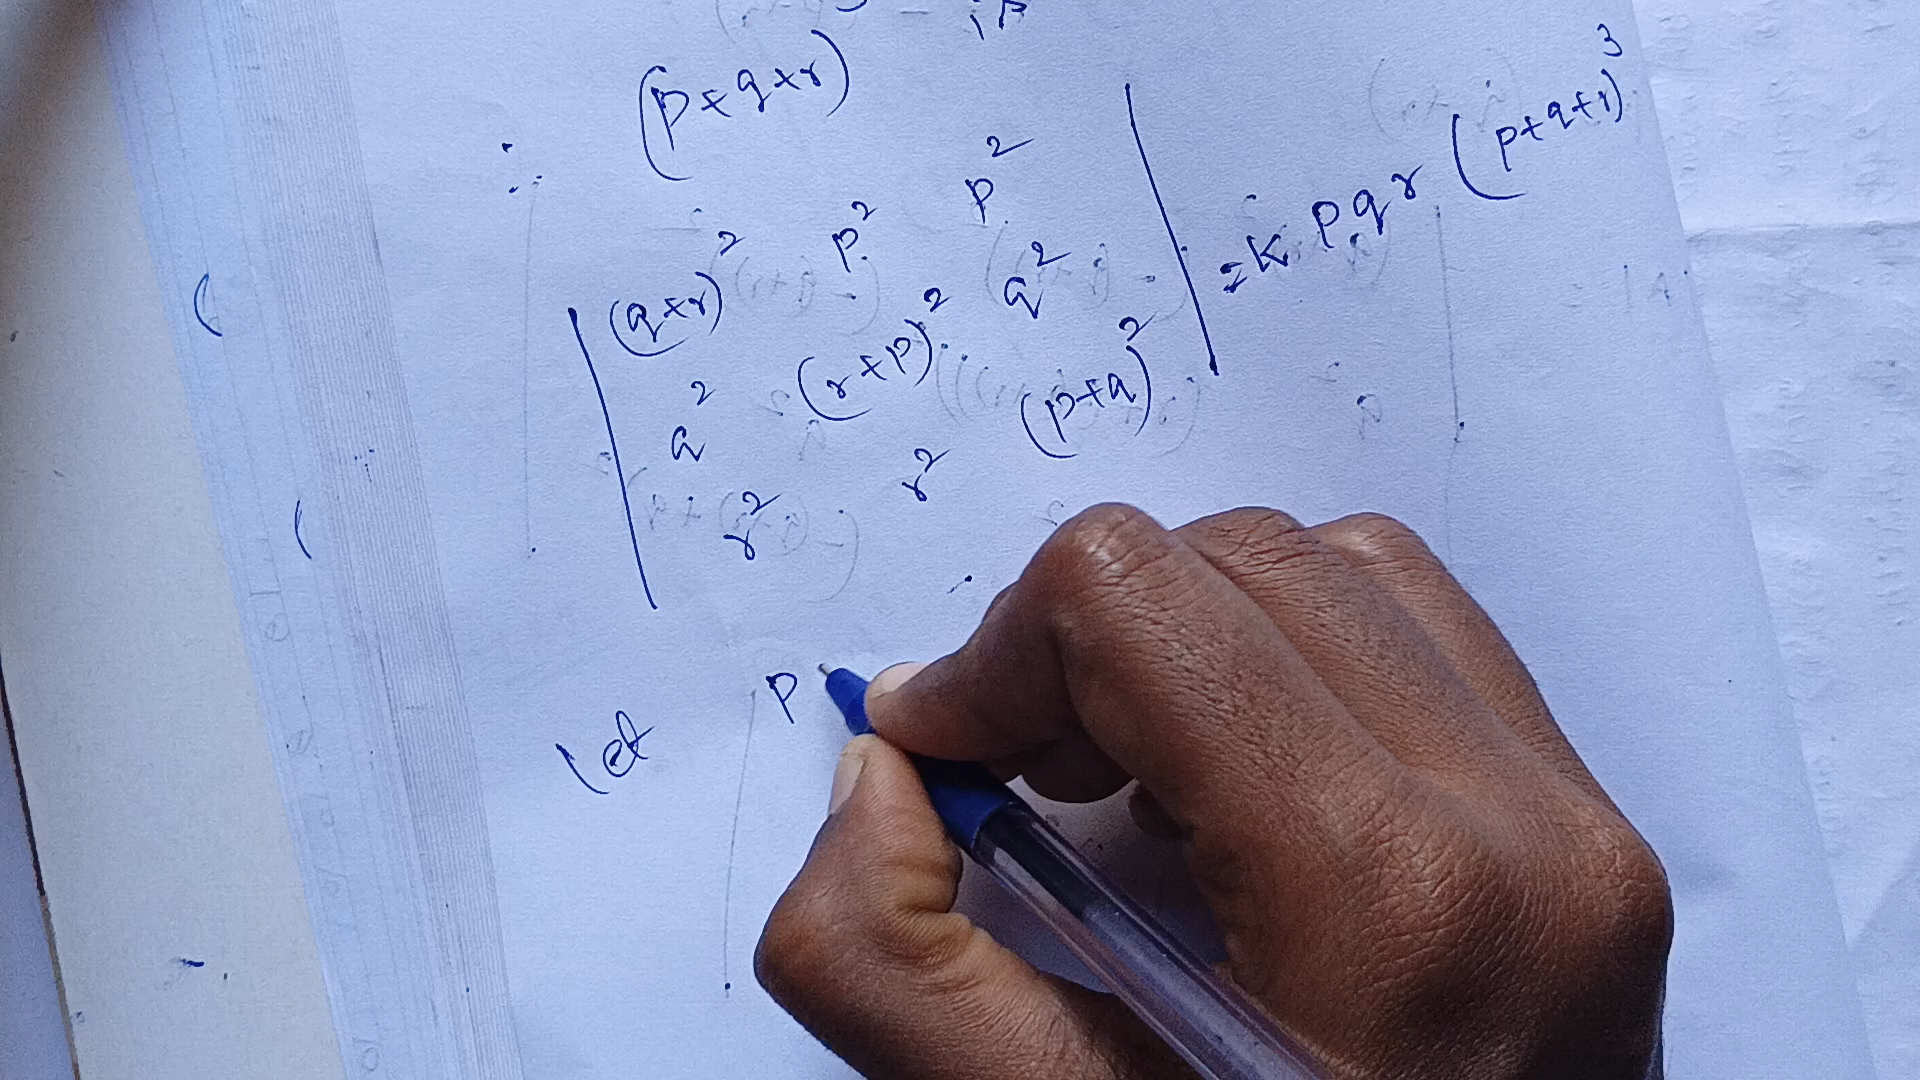 ∴ (p+q+r)
| (q+r)² p² p² |
| q² (r+p)² q² | = k pqr (p+q+r)³
| r² r² (p+q)² |
Let p